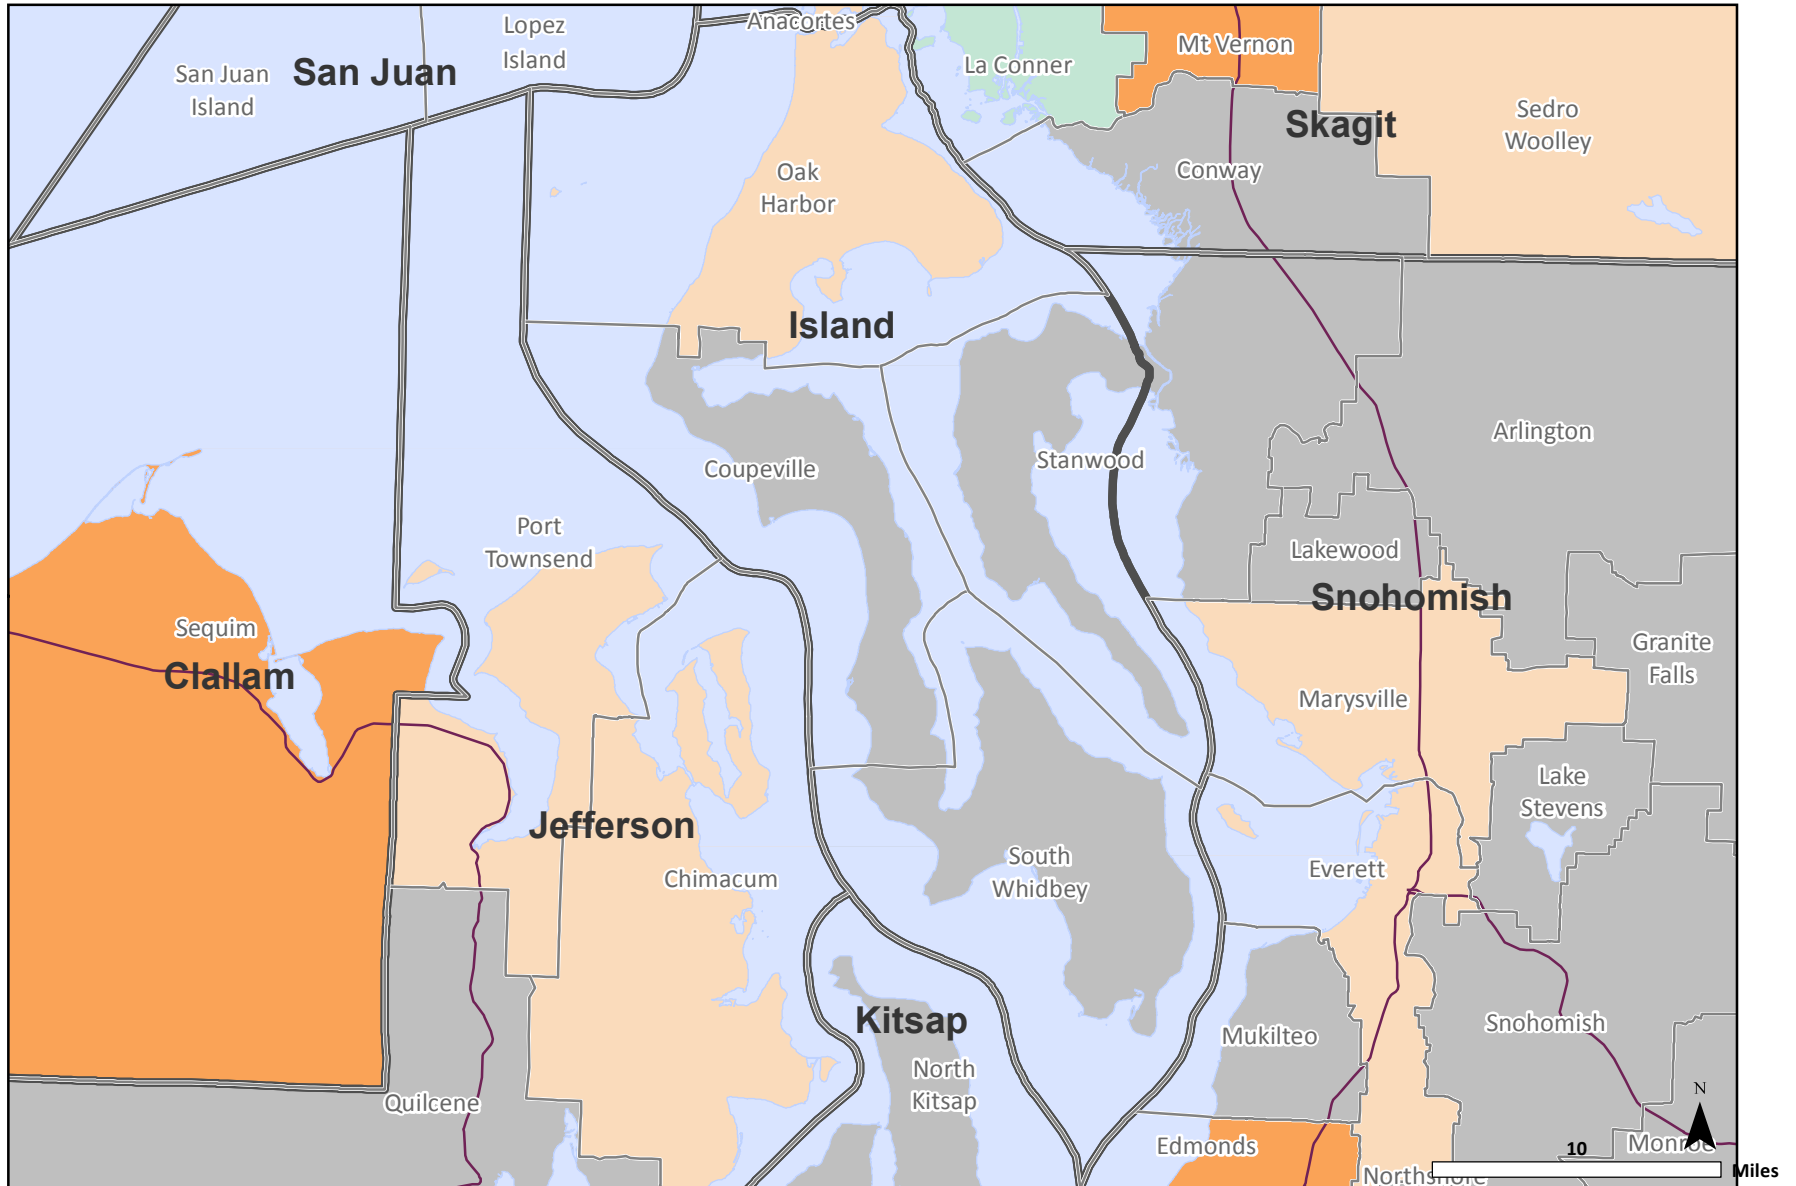 Anacortes
Lopez
Island
Mt Vernon
La Conner
San Juan
Island
San Juan
Sedro
Woolley
Skagit
Conway
Oak
Harbor
Island
Arlington
Stanwood
Coupeville
Port
Townsend
Lakewood
Snohomish
Sequim
Granite
Falls
Clallam
Marysville
Lake
Stevens
Jefferson
South
Whidbey
Everett
Chimacum
Kitsap
Snohomish
Mukilteo
North
Kitsap
N
Quilcene
Edmonds
Monroe
10
Miles
Northshore